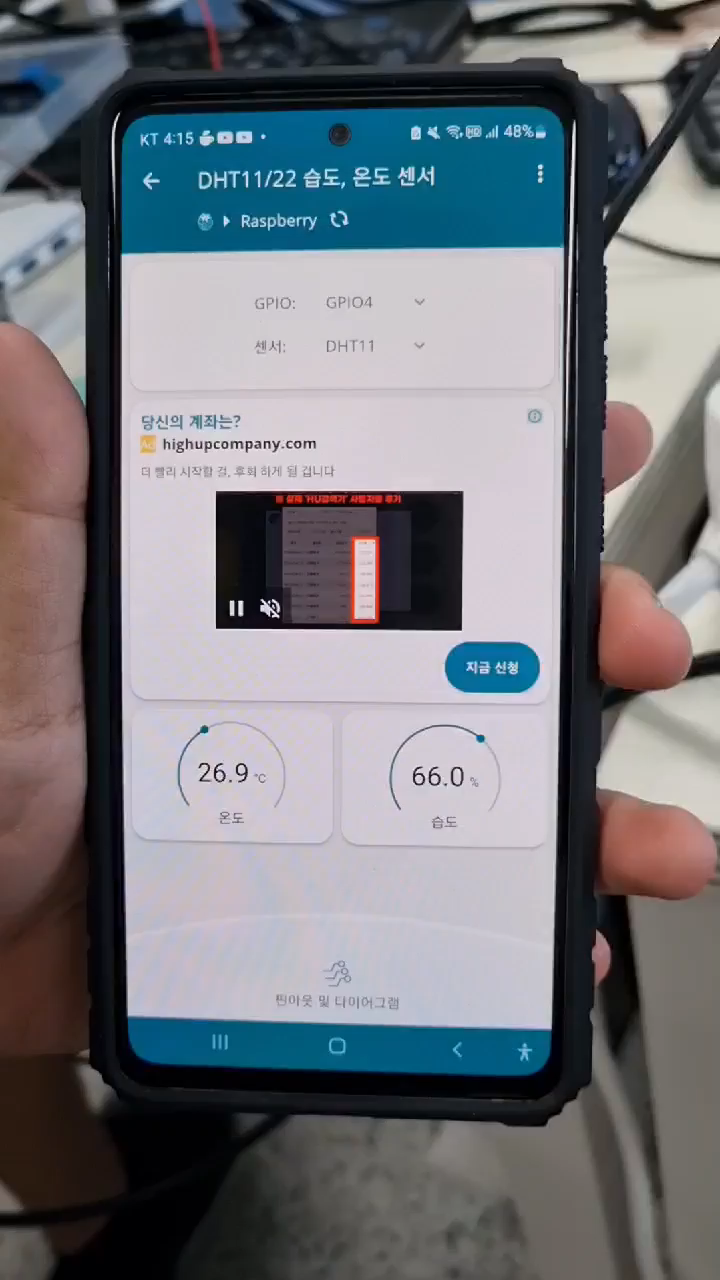 KT 4:15
48%
DHT11/22 습도, 온도 센서
Raspberry
GPIO: GPIO4
센서: DHT11
당신의 계좌는?
Ad highupcompany.com
더 빨리 시작할 걸, 후회 하게 될 겁니다
지금 신청
26.9 °C
온도
66.0 %
습도
핀아웃 및 다이어그램